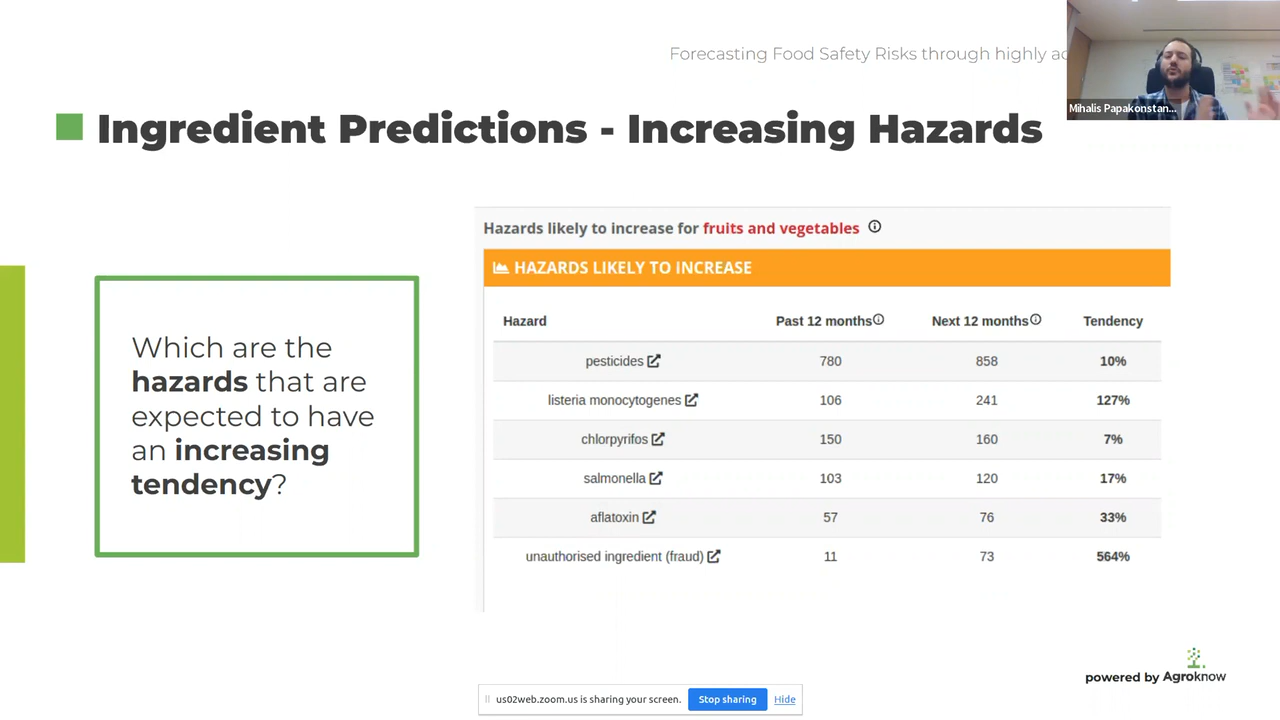 Forecasting Food Safety Risks through highly
Mihalis Papakonstan...
Ingredient Predictions - Increasing Hazards
Which are the
hazards that are
expected to have
an increasing
tendency?
Hazards likely to increase for fruits and vegetables
HAZARDS LIKELY TO INCREASE
Hazard Past 12 months Next 12 months Tendency
pesticides 780 858 10%
listeria monocytogenes 106 241 127%
chlorpyrifos 150 160 7%
salmonella 103 120 17%
aflatoxin 57 76 33%
unauthorised ingredient (fraud) 11 73 564%
powered by Agroknow
us02web.zoom.us is sharing your screen. Stop sharing Hide